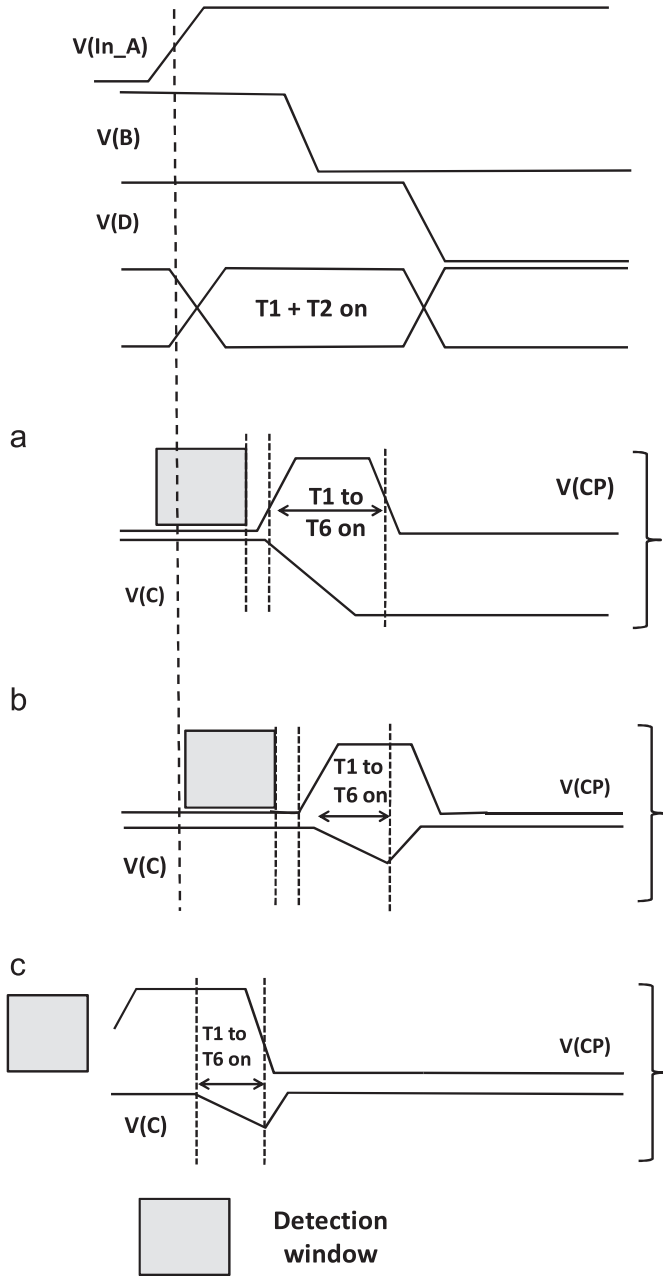 V(In_A)
V(B)
V(D)
T1 + T2 on
a
T1 to
T6 on
V(CP)
V(C)
b
T1 to
T6 on
V(CP)
V(C)
c
T1 to
T6 on
V(CP)
V(C)
Detection
window